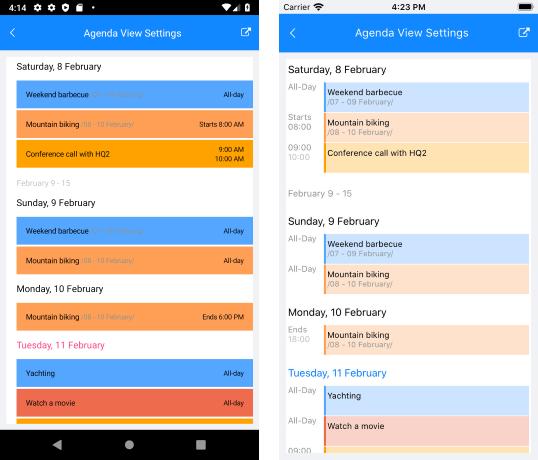 4:14
Agenda View Settings
Saturday, 8 February
Weekend barbecue
All-day
Mountain biking /08 - 10 February/
Starts 8:00 AM
Conference call with HQ2
9:00 AM
10:00 AM
February 9 - 15
Sunday, 9 February
Weekend barbecue
All-day
Mountain biking /08 - 10 February/
All-day
Monday, 10 February
Mountain biking /08 - 10 February/
Ends 6:00 PM
Tuesday, 11 February
Yachting
All-day
Watch a movie
All-day
Carrier
4:23 PM
Agenda View Settings
Saturday, 8 February
All-Day
Weekend barbecue
/07 - 09 February/
Starts
08:00
Mountain biking
/08 - 10 February/
09:00
10:00
Conference call with HQ2
February 9 - 15
Sunday, 9 February
All-Day
Weekend barbecue
/07 - 09 February/
All-Day
Mountain biking
/08 - 10 February/
Monday, 10 February
Ends
18:00
Mountain biking
/08 - 10 February/
Tuesday, 11 February
All-Day
Yachting
All-Day
Watch a movie
09:00